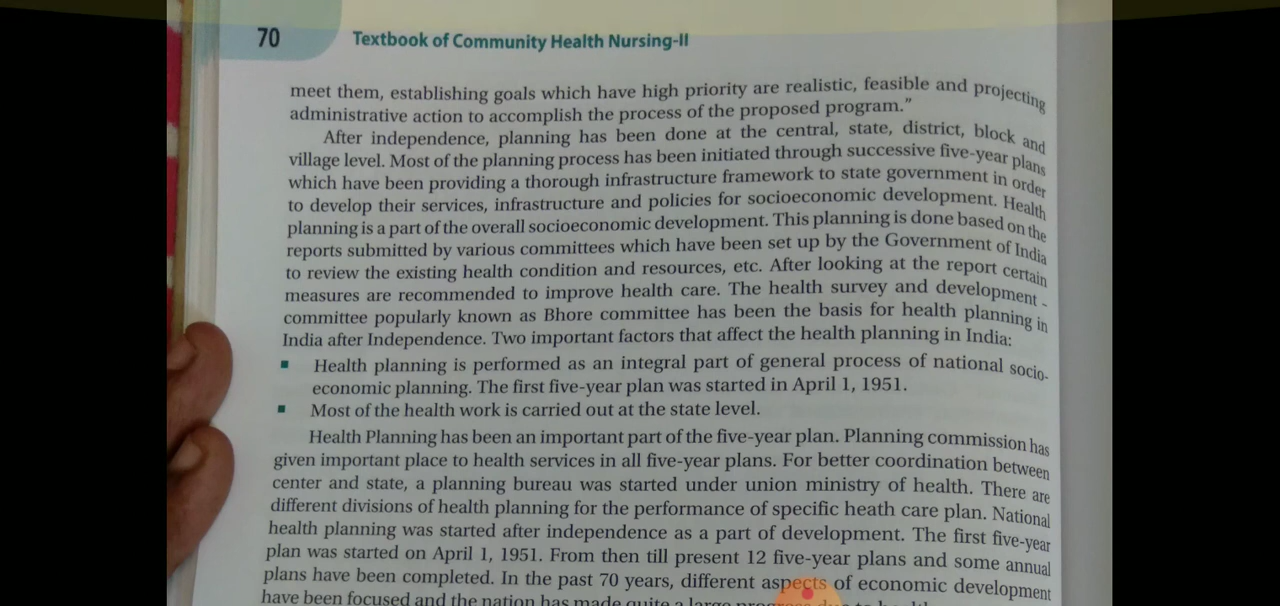 70
Textbook of Community Health Nursing-II
meet them, establishing goals which have high priority are realistic, feasible and projecting
administrative action to accomplish the process of the proposed program."
After independence, planning has been done at the central, state, district, block and
village level. Most of the planning process has been initiated through successive five-year plans
which have been providing a thorough infrastructure framework to state government in order
to develop their services, infrastructure and policies for socioeconomic development. Health
planning is a part of the overall socioeconomic development. This planning is done based on the
reports submitted by various committees which have been set up by the Government of India
to review the existing health condition and resources, etc. After looking at the report certain
measures are recommended to improve health care. The health survey and development -
committee popularly known as Bhore committee has been the basis for health planning in
India after Independence. Two important factors that affect the health planning in India:
▪ Health planning is performed as an integral part of general process of national socio-
economic planning. The first five-year plan was started in April 1, 1951.
▪ Most of the health work is carried out at the state level.
Health Planning has been an important part of the five-year plan. Planning commission has
given important place to health services in all five-year plans. For better coordination between
center and state, a planning bureau was started under union ministry of health. There are
different divisions of health planning for the performance of specific heath care plan. National
health planning was started after independence as a part of development. The first five-year
plan was started on April 1, 1951. From then till present 12 five-year plans and some annual
plans have been completed. In the past 70 years, different aspects of economic development
have been focused and the nation has made quite a large